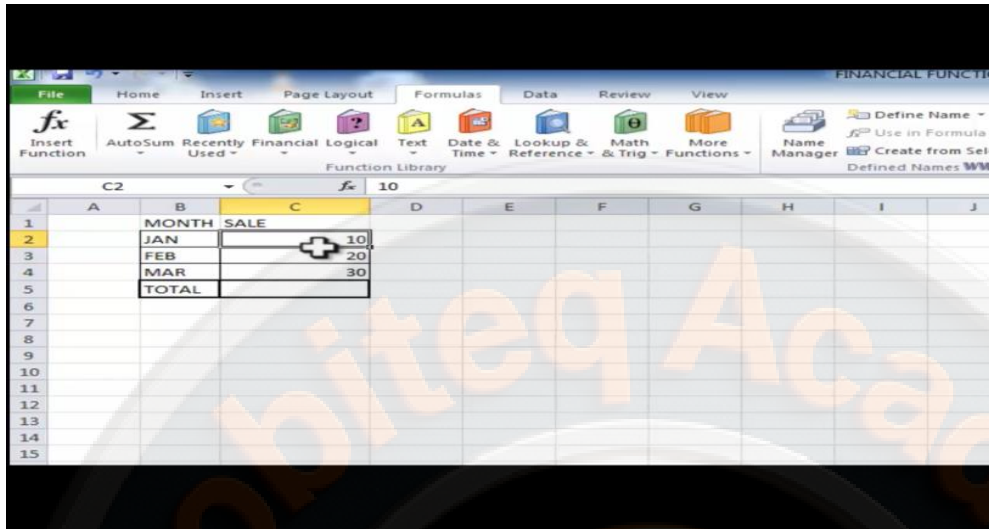 FINANCIAL FUNCTI
File Home Insert Page Layout Formulas Data Review View
fx Insert Function
Σ AutoSum
Recently Used
Financial
Logical
A Text
Date & Time
Lookup & Reference
θ Math & Trig
More Functions
Function Library
Name Manager
Define Name
Use in Formula
Create from Sel
Defined Names
C2 fx 10
A B C D E F G H I J
1 MONTH SALE
2 JAN 10
3 FEB 20
4 MAR 30
5 TOTAL
6
7
8
9
10
11
12
13
14
15
obiteq Acad